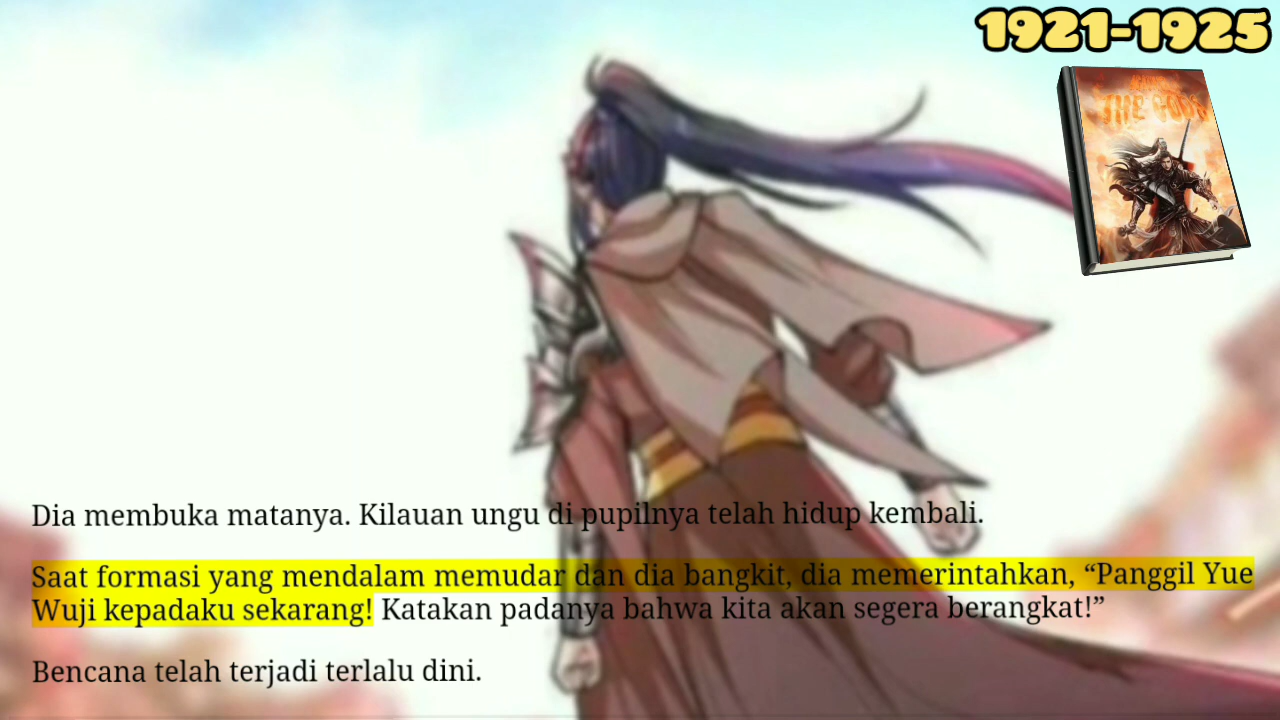 1921-1925
THE GODS
Dia membuka matanya. Kilauan ungu di pupilnya telah hidup kembali.
Saat formasi yang mendalam memudar dan dia bangkit, dia memerintahkan, “Panggil Yue
Wuji kepadaku sekarang! Katakan padanya bahwa kita akan segera berangkat!”
Bencana telah terjadi terlalu dini.